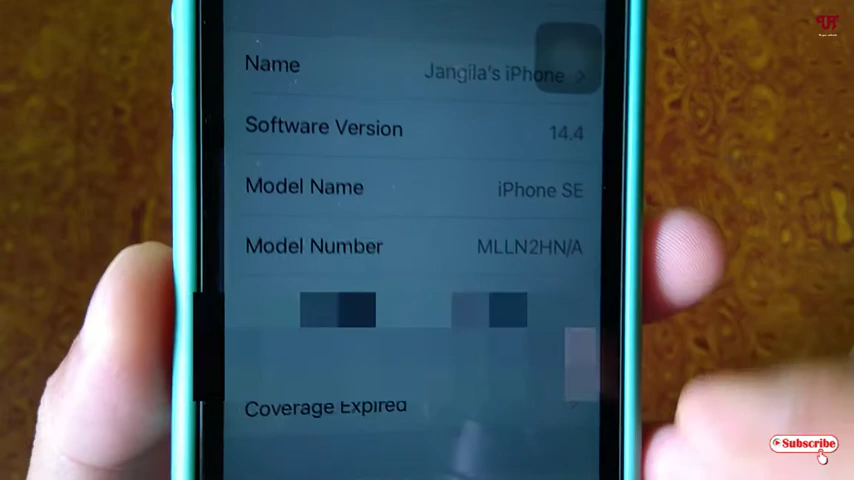 Name
Jangila's iPhone
Software Version
14.4
Model Name
iPhone SE
Model Number
MLLN2HN/A
Coverage Expired
Subscribe